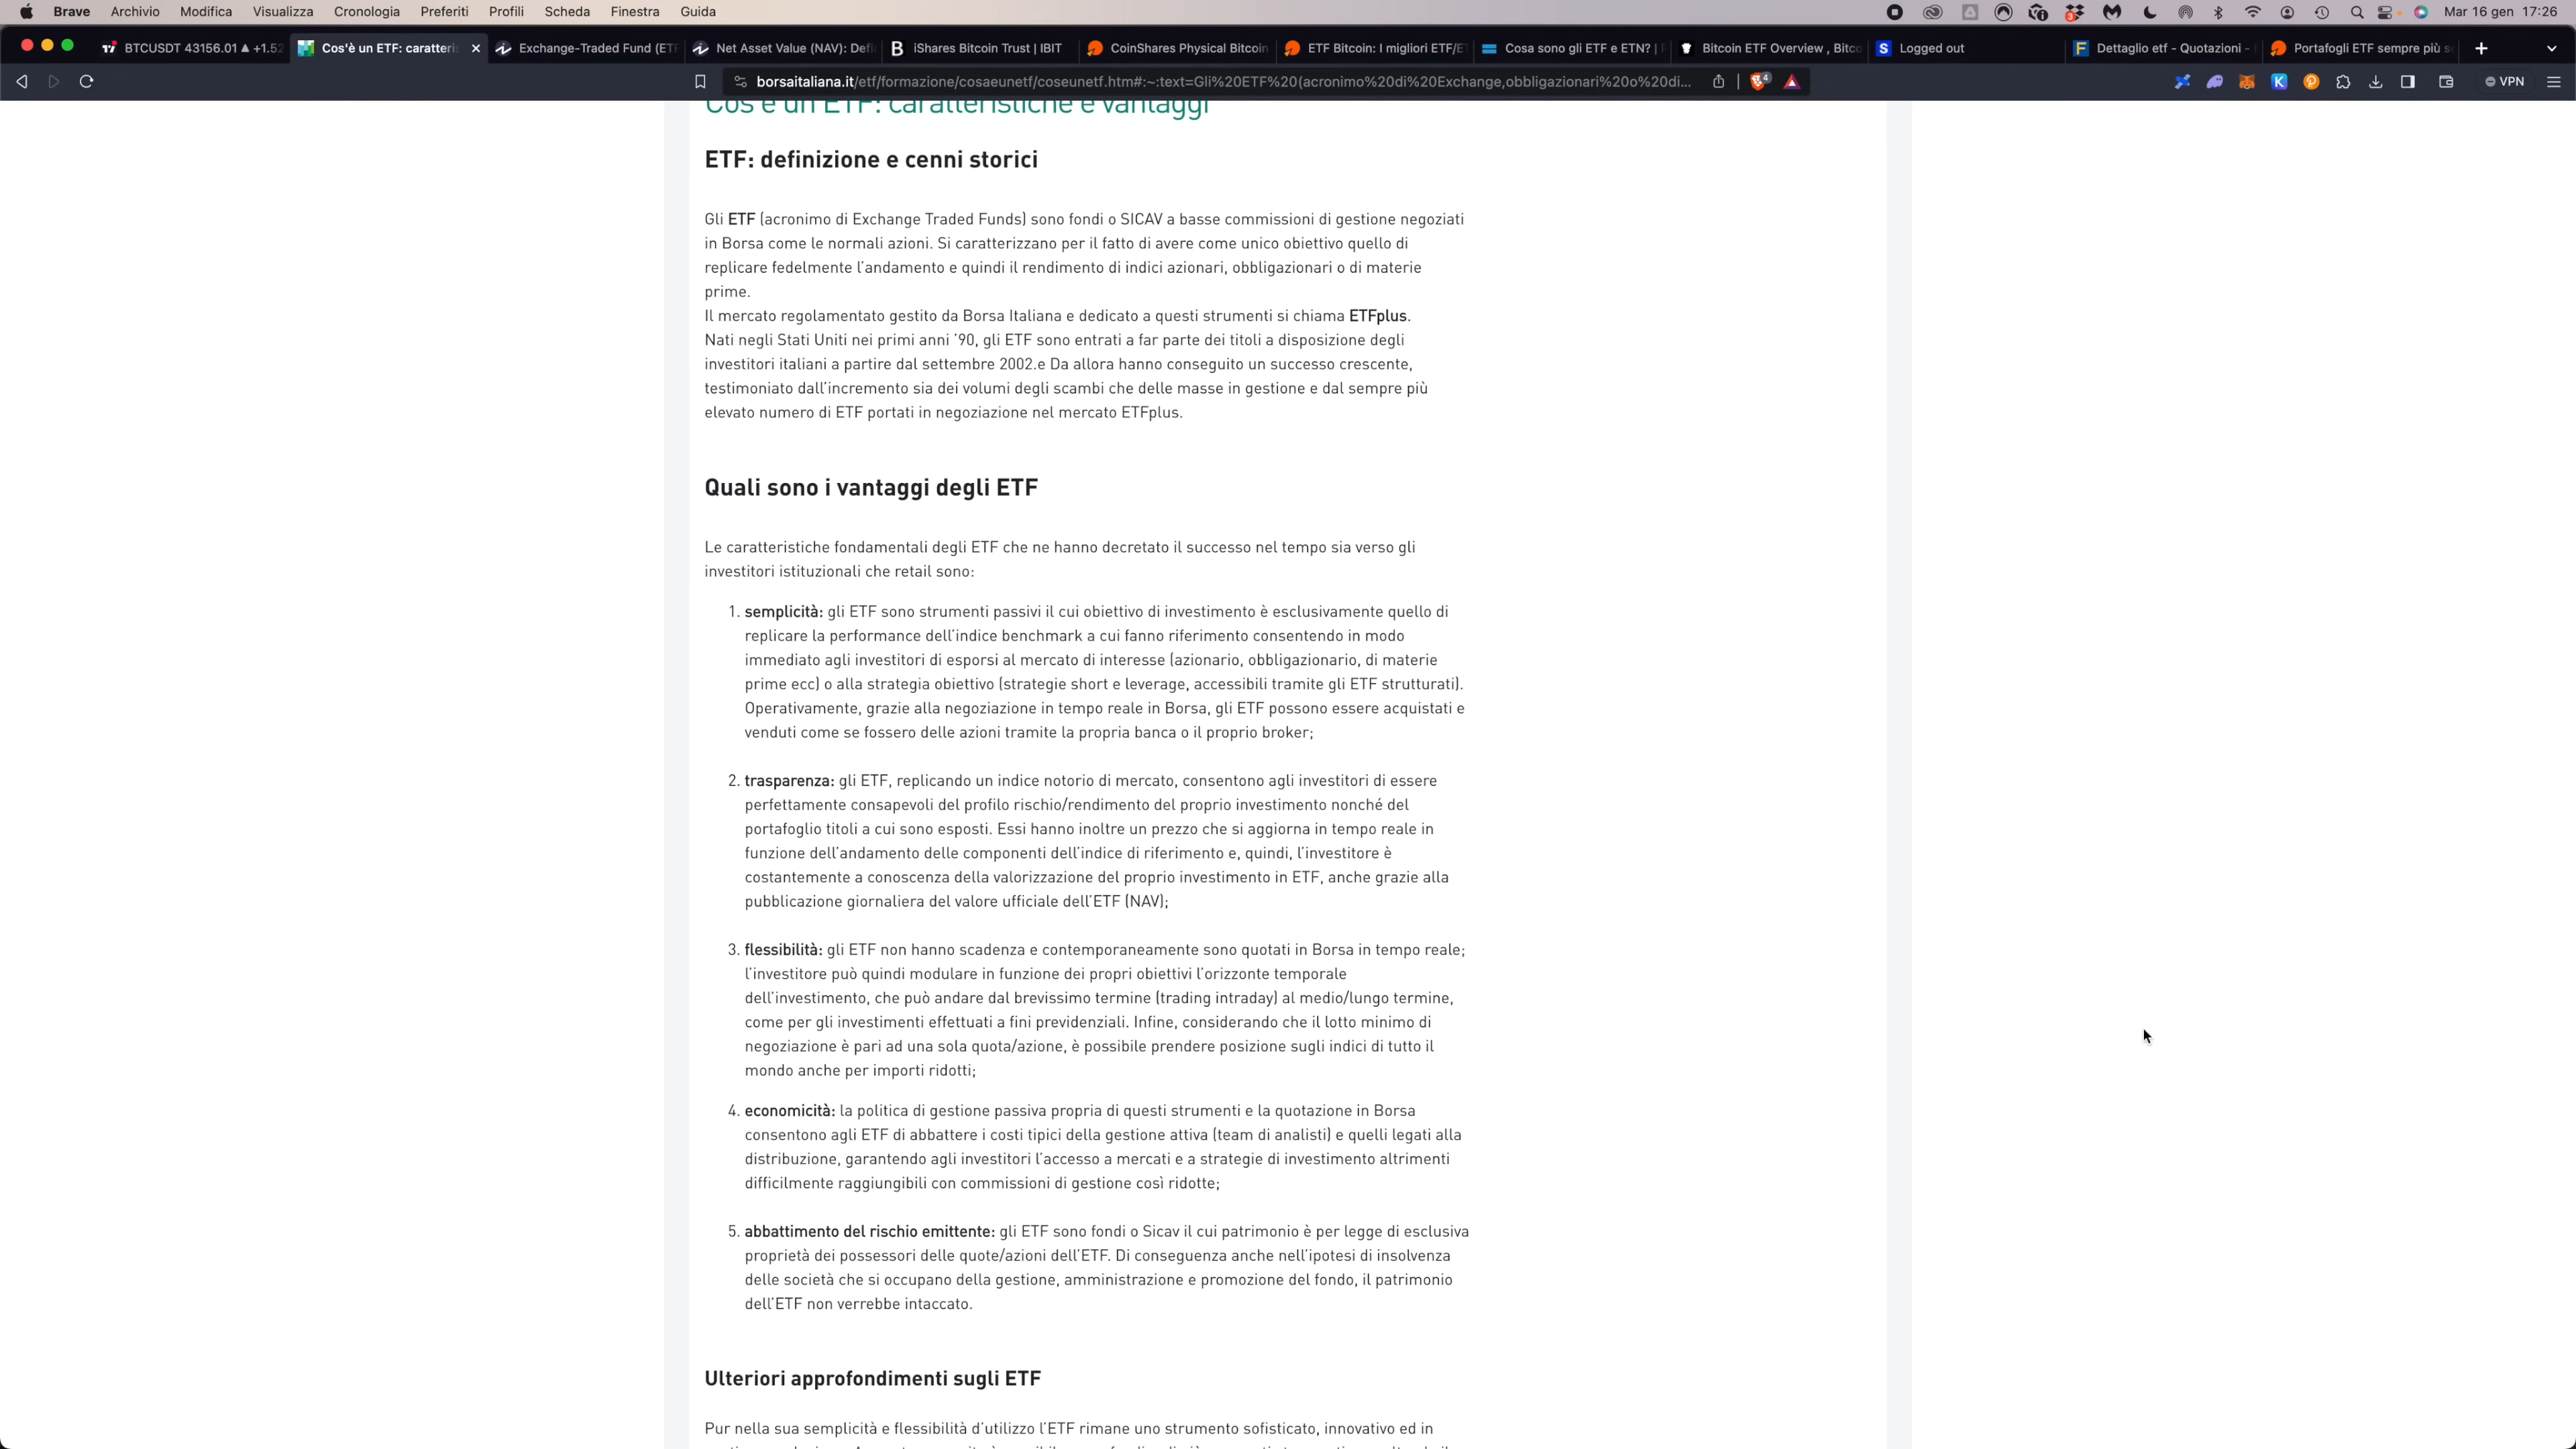 Brave Archivio Modifica Visualizza Cronologia Preferiti Profili Scheda Finestra Guida Mar 16 gen 17:26
BTCUSDT 43156.01 ▲ +1.52 Cos'è un ETF: caratteri Exchange-Traded Fund (ETF Net Asset Value (NAV): Defi iShares Bitcoin Trust | IBIT CoinShares Physical Bitcoin ETF Bitcoin: I migliori ETF/E Cosa sono gli ETF e ETN? | Bitcoin ETF Overview , Bitco Logged out Dettaglio etf - Quotazioni - Portafogli ETF sempre più s
borsaitaliana.it/etf/formazione/cosaeunetf/coseunetf.htm#:~:text=Gli%20ETF%20(acronimo%20di%20Exchange,obbligazionari%20o%20di... 4 VPN
Cos'è un ETF: caratteristiche e vantaggi
ETF: definizione e cenni storici
Gli ETF (acronimo di Exchange Traded Funds) sono fondi o SICAV a basse commissioni di gestione negoziati
in Borsa come le normali azioni. Si caratterizzano per il fatto di avere come unico obiettivo quello di
replicare fedelmente l'andamento e quindi il rendimento di indici azionari, obbligazionari o di materie
prime.
Il mercato regolamentato gestito da Borsa Italiana e dedicato a questi strumenti si chiama ETFplus.
Nati negli Stati Uniti nei primi anni '90, gli ETF sono entrati a far parte dei titoli a disposizione degli
investitori italiani a partire dal settembre 2002.e Da allora hanno conseguito un successo crescente,
testimoniato dall'incremento sia dei volumi degli scambi che delle masse in gestione e dal sempre più
elevato numero di ETF portati in negoziazione nel mercato ETFplus.
Quali sono i vantaggi degli ETF
Le caratteristiche fondamentali degli ETF che ne hanno decretato il successo nel tempo sia verso gli
investitori istituzionali che retail sono:
1. semplicità: gli ETF sono strumenti passivi il cui obiettivo di investimento è esclusivamente quello di
replicare la performance dell'indice benchmark a cui fanno riferimento consentendo in modo
immediato agli investitori di esporsi al mercato di interesse (azionario, obbligazionario, di materie
prime ecc) o alla strategia obiettivo (strategie short e leverage, accessibili tramite gli ETF strutturati).
Operativamente, grazie alla negoziazione in tempo reale in Borsa, gli ETF possono essere acquistati e
venduti come se fossero delle azioni tramite la propria banca o il proprio broker;
2. trasparenza: gli ETF, replicando un indice notorio di mercato, consentono agli investitori di essere
perfettamente consapevoli del profilo rischio/rendimento del proprio investimento nonché del
portafoglio titoli a cui sono esposti. Essi hanno inoltre un prezzo che si aggiorna in tempo reale in
funzione dell'andamento delle componenti dell'indice di riferimento e, quindi, l'investitore è
costantemente a conoscenza della valorizzazione del proprio investimento in ETF, anche grazie alla
pubblicazione giornaliera del valore ufficiale dell'ETF (NAV);
3. flessibilità: gli ETF non hanno scadenza e contemporaneamente sono quotati in Borsa in tempo reale;
l'investitore può quindi modulare in funzione dei propri obiettivi l'orizzonte temporale
dell'investimento, che può andare dal brevissimo termine (trading intraday) al medio/lungo termine,
come per gli investimenti effettuati a fini previdenziali. Infine, considerando che il lotto minimo di
negoziazione è pari ad una sola quota/azione, è possibile prendere posizione sugli indici di tutto il
mondo anche per importi ridotti;
4. economicità: la politica di gestione passiva propria di questi strumenti e la quotazione in Borsa
consentono agli ETF di abbattere i costi tipici della gestione attiva (team di analisti) e quelli legati alla
distribuzione, garantendo agli investitori l'accesso a mercati e a strategie di investimento altrimenti
difficilmente raggiungibili con commissioni di gestione così ridotte;
5. abbattimento del rischio emittente: gli ETF sono fondi o Sicav il cui patrimonio è per legge di esclusiva
proprietà dei possessori delle quote/azioni dell'ETF. Di conseguenza anche nell'ipotesi di insolvenza
delle società che si occupano della gestione, amministrazione e promozione del fondo, il patrimonio
dell'ETF non verrebbe intaccato.
Ulteriori approfondimenti sugli ETF
Pur nella sua semplicità e flessibilità d'utilizzo l'ETF rimane uno strumento sofisticato, innovativo ed in